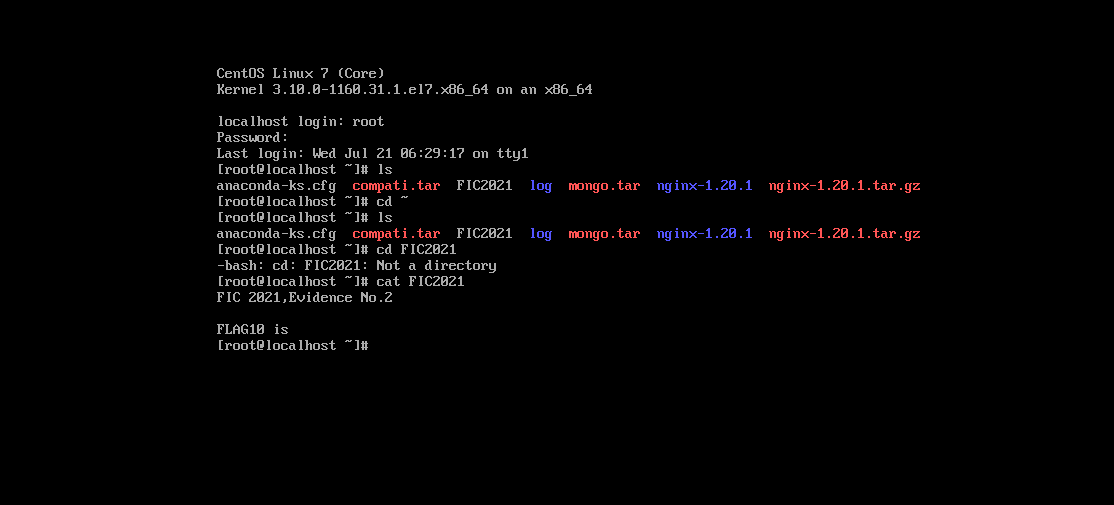 CentOS Linux 7 (Core)
Kernel 3.10.0-1160.31.1.el7.x86_64 on an x86_64
localhost login: root
Password:
Last login: Wed Jul 21 06:29:17 on tty1
[root@localhost ~]# ls
anaconda-ks.cfg  compati.tar  FIC2021  log  mongo.tar  nginx-1.20.1  nginx-1.20.1.tar.gz
[root@localhost ~]# cd ~
[root@localhost ~]# ls
anaconda-ks.cfg  compati.tar  FIC2021  log  mongo.tar  nginx-1.20.1  nginx-1.20.1.tar.gz
[root@localhost ~]# cd FIC2021
-bash: cd: FIC2021: Not a directory
[root@localhost ~]# cat FIC2021
FIC 2021,Evidence No.2
FLAG10 is
[root@localhost ~]#